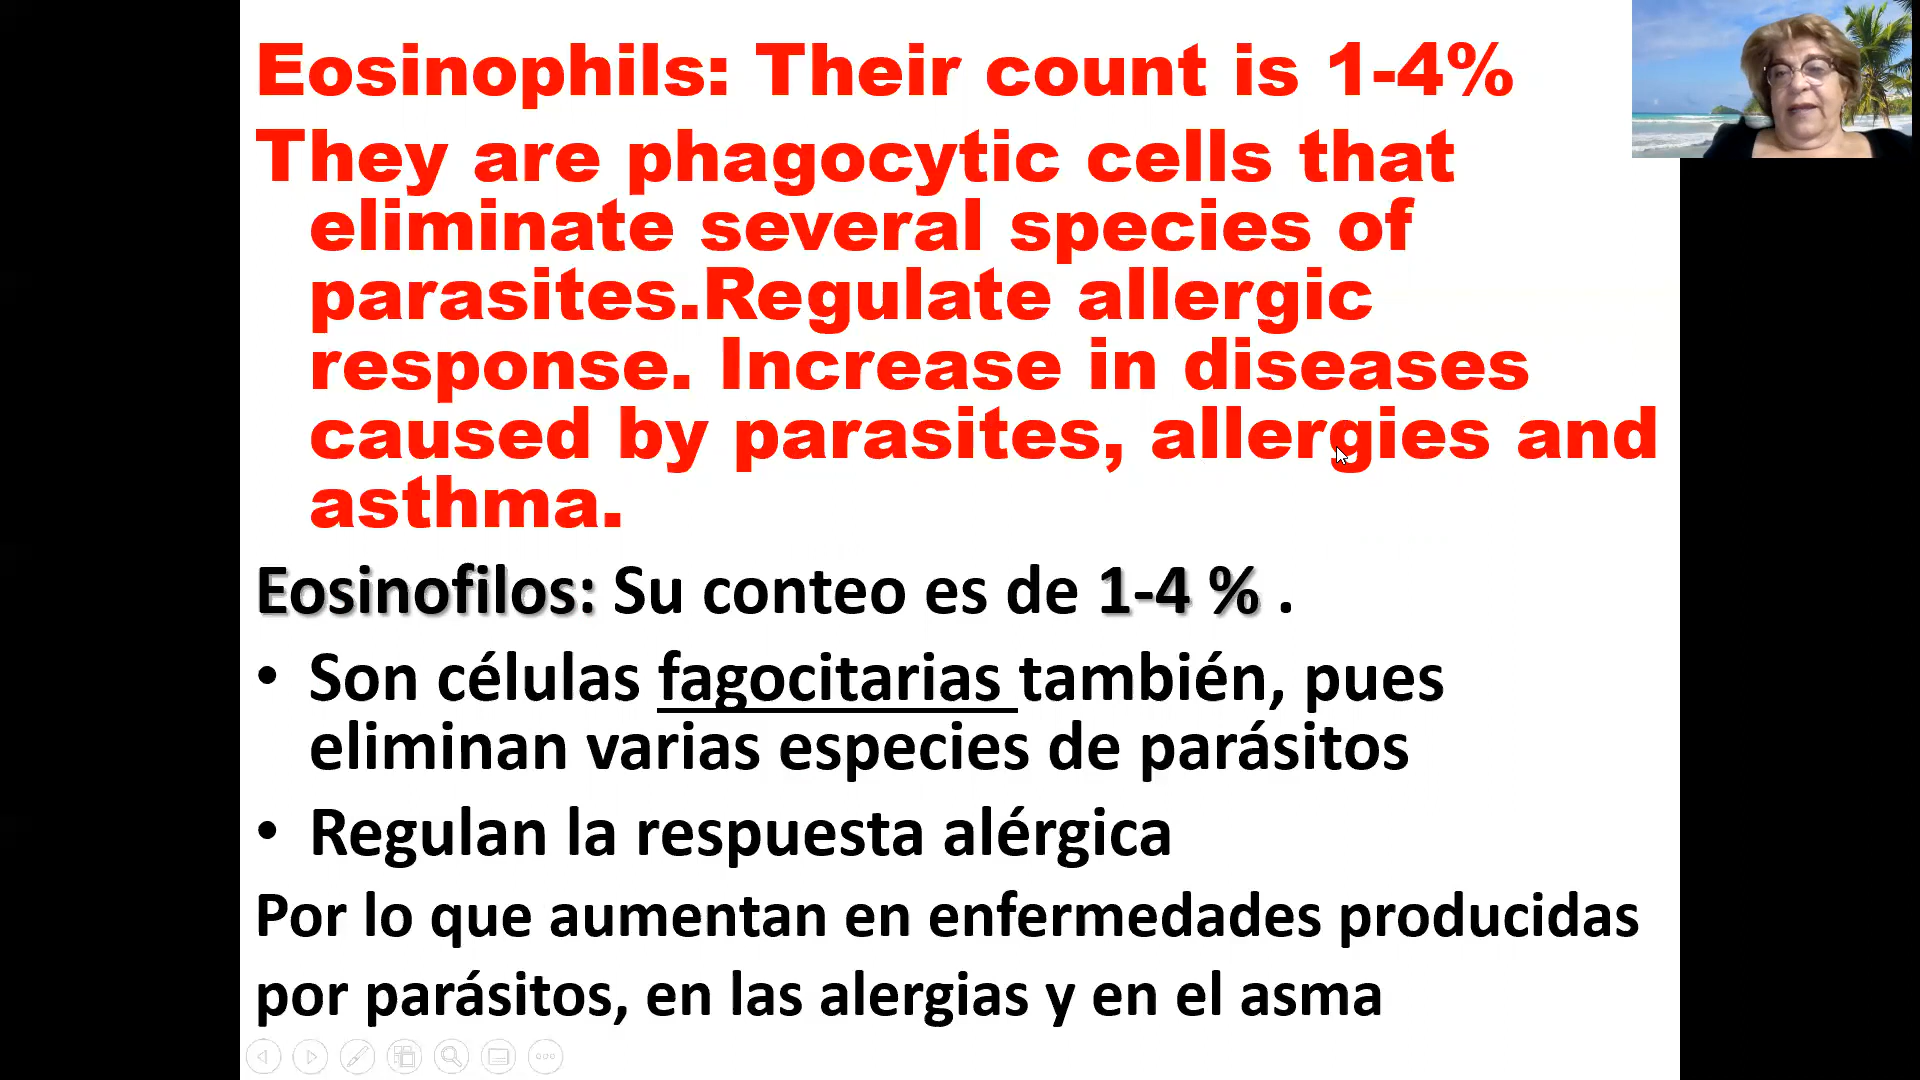 Eosinophils: Their count is 1-4%
They are phagocytic cells that
eliminate several species of
parasites.Regulate allergic
response. Increase in diseases
caused by parasites, allergies and
asthma.
Eosinofilos: Su conteo es de 1-4 % .
• Son células fagocitarias también, pues
eliminan varias especies de parásitos
• Regulan la respuesta alérgica
Por lo que aumentan en enfermedades producidas
por parásitos, en las alergias y en el asma